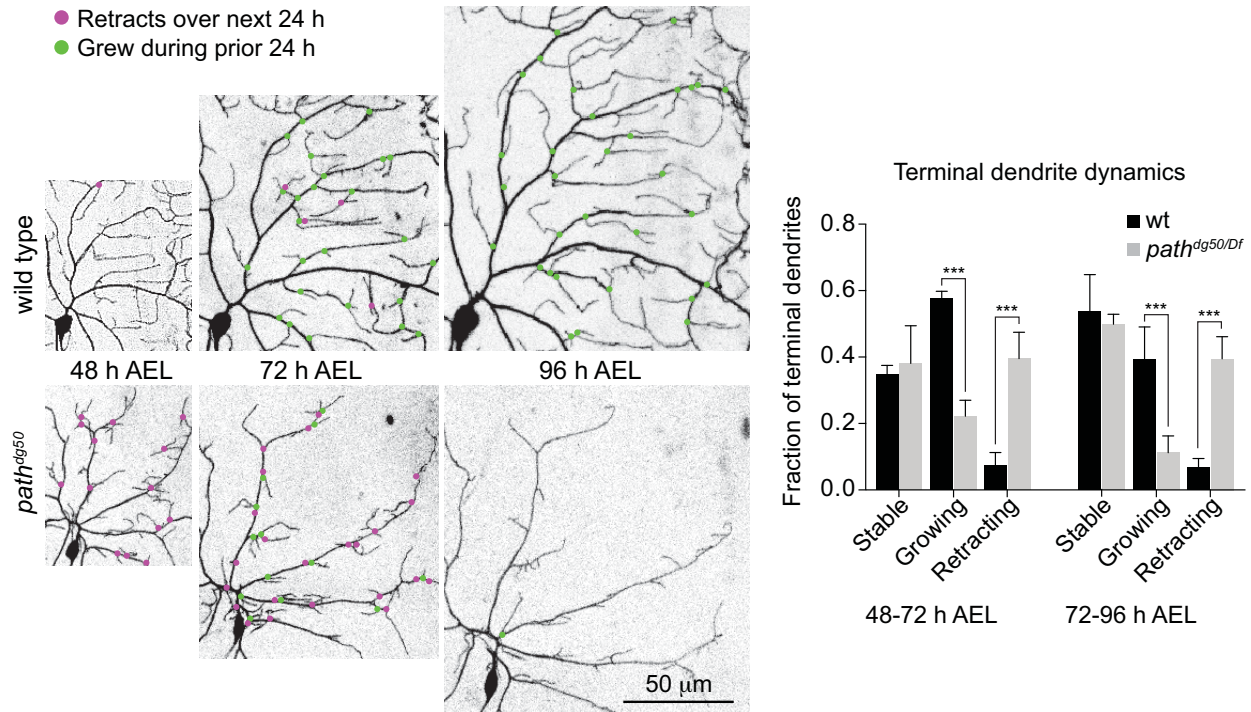 Retracts over next 24 h
Grew during prior 24 h
wild type
48 h AEL
72 h AEL
96 h AEL
path^dg50
50 μm
Terminal dendrite dynamics
wt
path^dg50/Df
Fraction of terminal dendrites
0.8
0.6
0.4
0.2
0.0
***
***
***
***
Stable
Growing
Retracting
Stable
Growing
Retracting
48-72 h AEL
72-96 h AEL